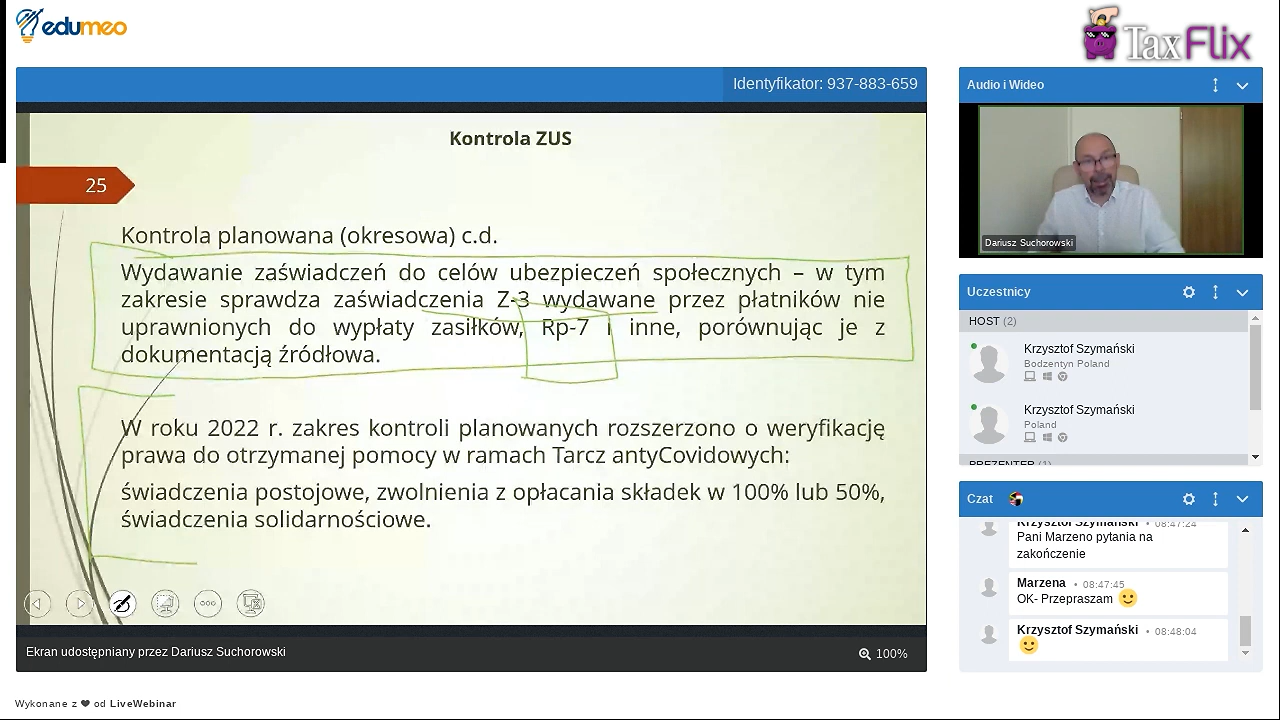 edumeo
TaxFlix
Identyfikator: 937-883-659
Kontrola ZUS
25
Kontrola planowana (okresowa) c.d.
Wydawanie zaświadczeń do celów ubezpieczeń społecznych – w tym
zakresie sprawdza zaświadczenia Z-3 wydawane przez płatników nie
uprawnionych do wypłaty zasiłków, Rp-7 i inne, porównując je z
dokumentacją źródłową.
W roku 2022 r. zakres kontroli planowanych rozszerzono o weryfikację
prawa do otrzymanej pomocy w ramach Tarcz antyCovidowych:
świadczenia postojowe, zwolnienia z opłacania składek w 100% lub 50%,
świadczenia solidarnościowe.
Ekran udostępniany przez Dariusz Suchorowski
100%
Wykonane z ❤ od LiveWebinar
Audio i Wideo
Dariusz Suchorowski
Uczestnicy
HOST (2)
Krzysztof Szymański
Bodzentyn Poland
Krzysztof Szymański
Poland
PREZENTER (1)
Czat
Krzysztof Szymański • 08:47:24
Pani Marzeno pytania na
zakończenie
Marzena • 08:47:45
OK- Przepraszam 🙂
Krzysztof Szymański • 08:48:04
🙂